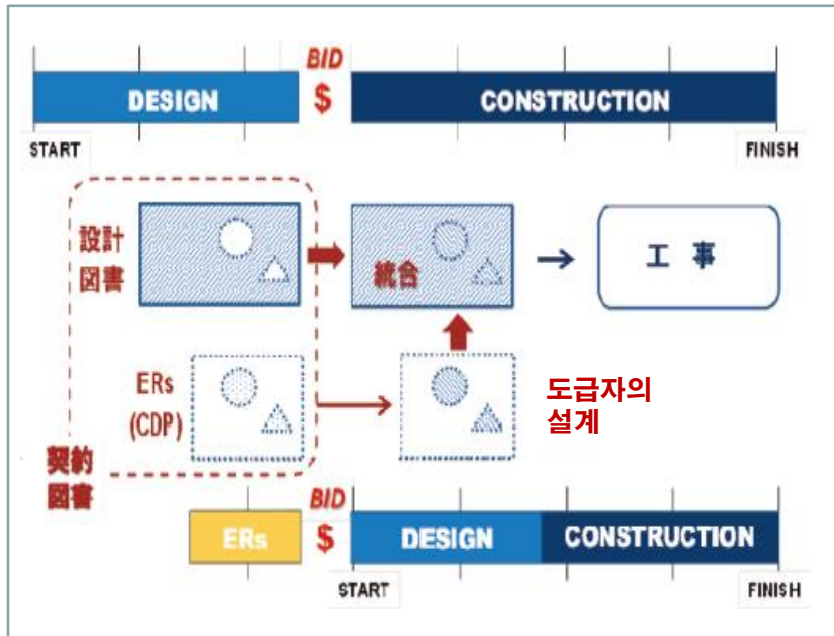 BID
DESIGN
$
CONSTRUCTION
START
FINISH
設計
図書
統合
工事
ERs
(CDP)
도급자의
설계
契約
図書
BID
ERs
$
DESIGN
CONSTRUCTION
START
FINISH